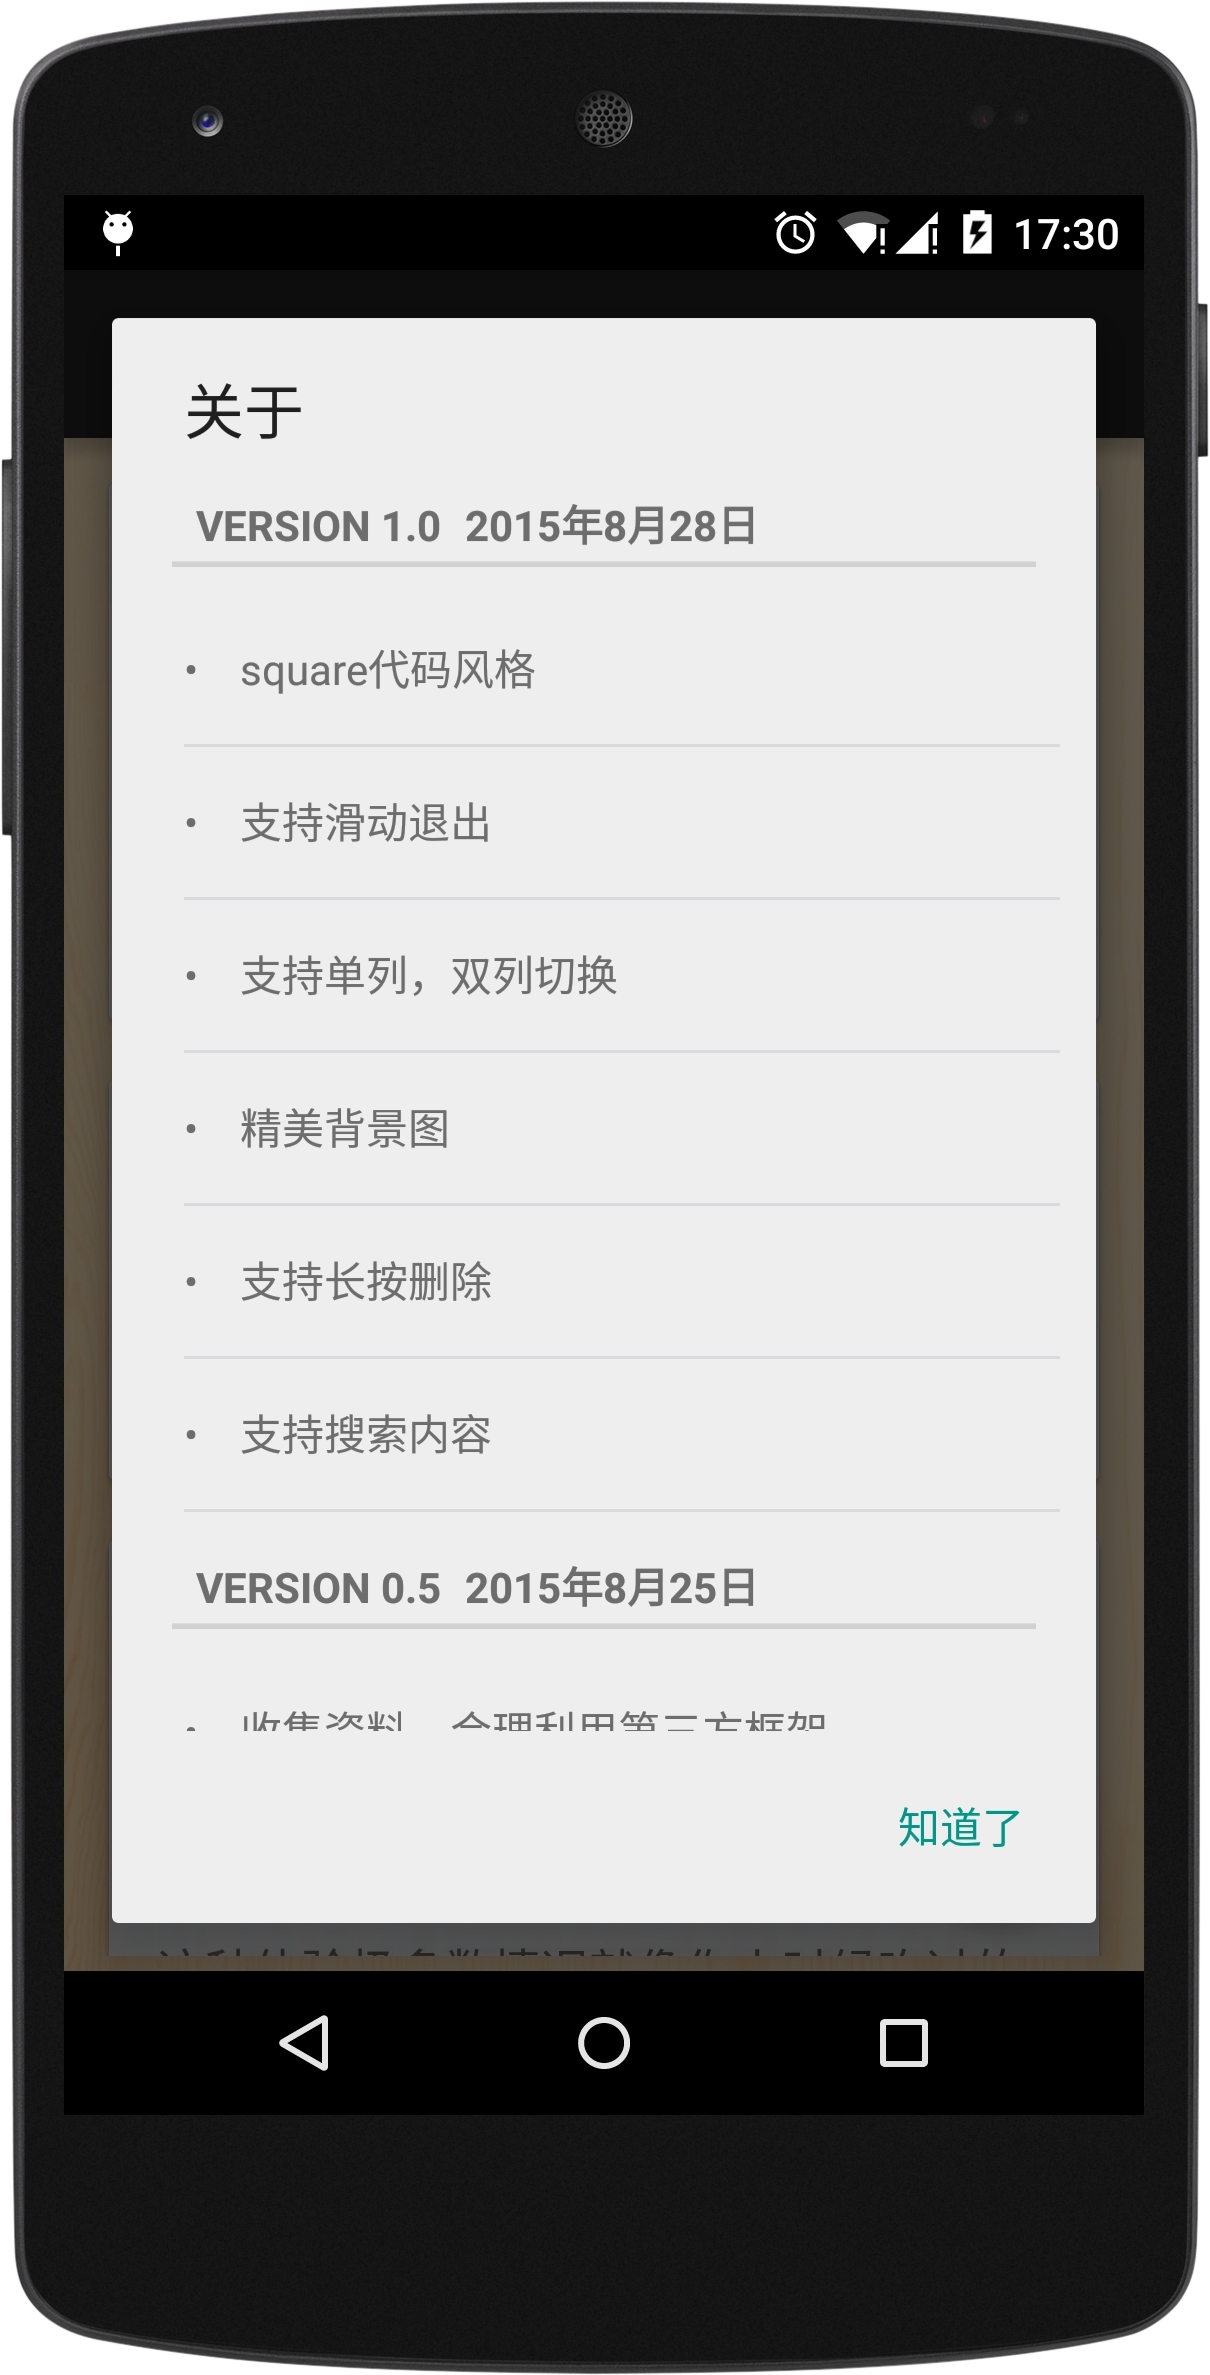 17:30
关于
VERSION 1.0 2015年8月28日
• square代码风格
• 支持滑动退出
• 支持单列，双列切换
• 精美背景图
• 支持长按删除
• 支持搜索内容
VERSION 0.5 2015年8月25日
• 收集资料，合理利用第三方框架
知道了